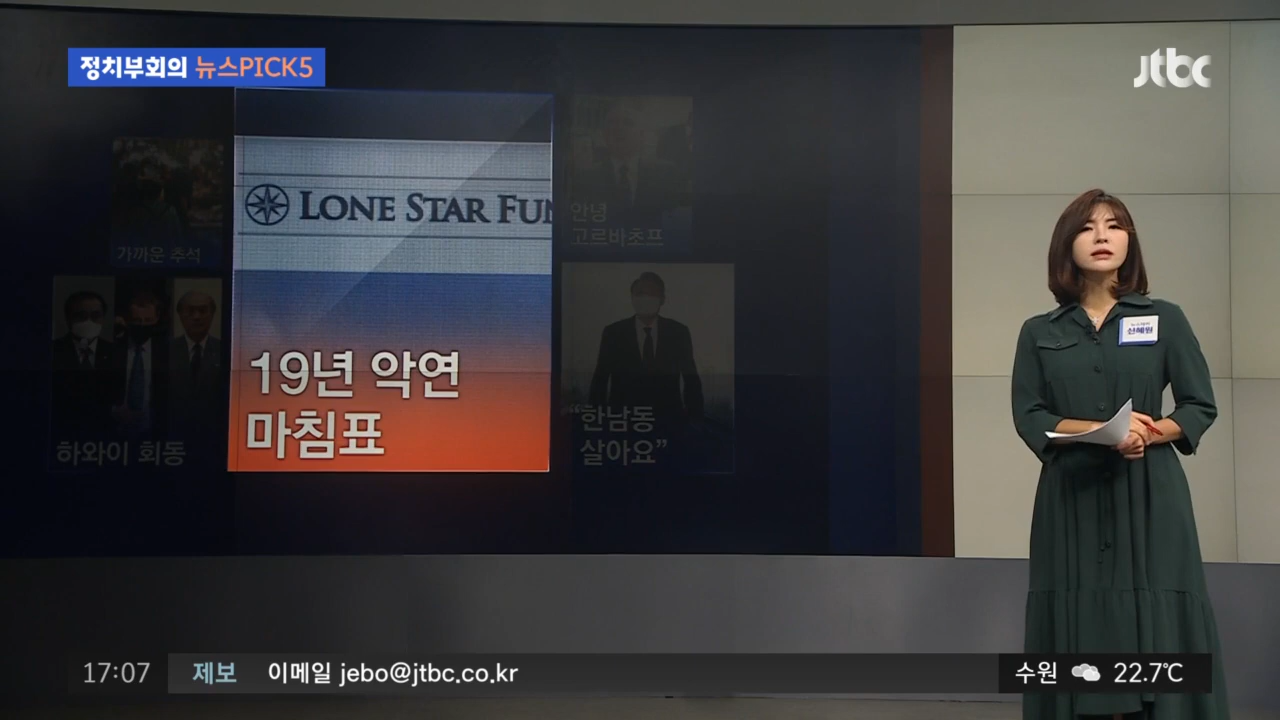 정치부회의 뉴스PICK5
jtbc
LONE STAR FUN
19년 악연
마침표
가까운 추석
하와이 회동
안녕
고르바초프
“한남동
살아요”
신혜원
17:07 제보 이메일 jebo@jtbc.co.kr
수원 22.7℃